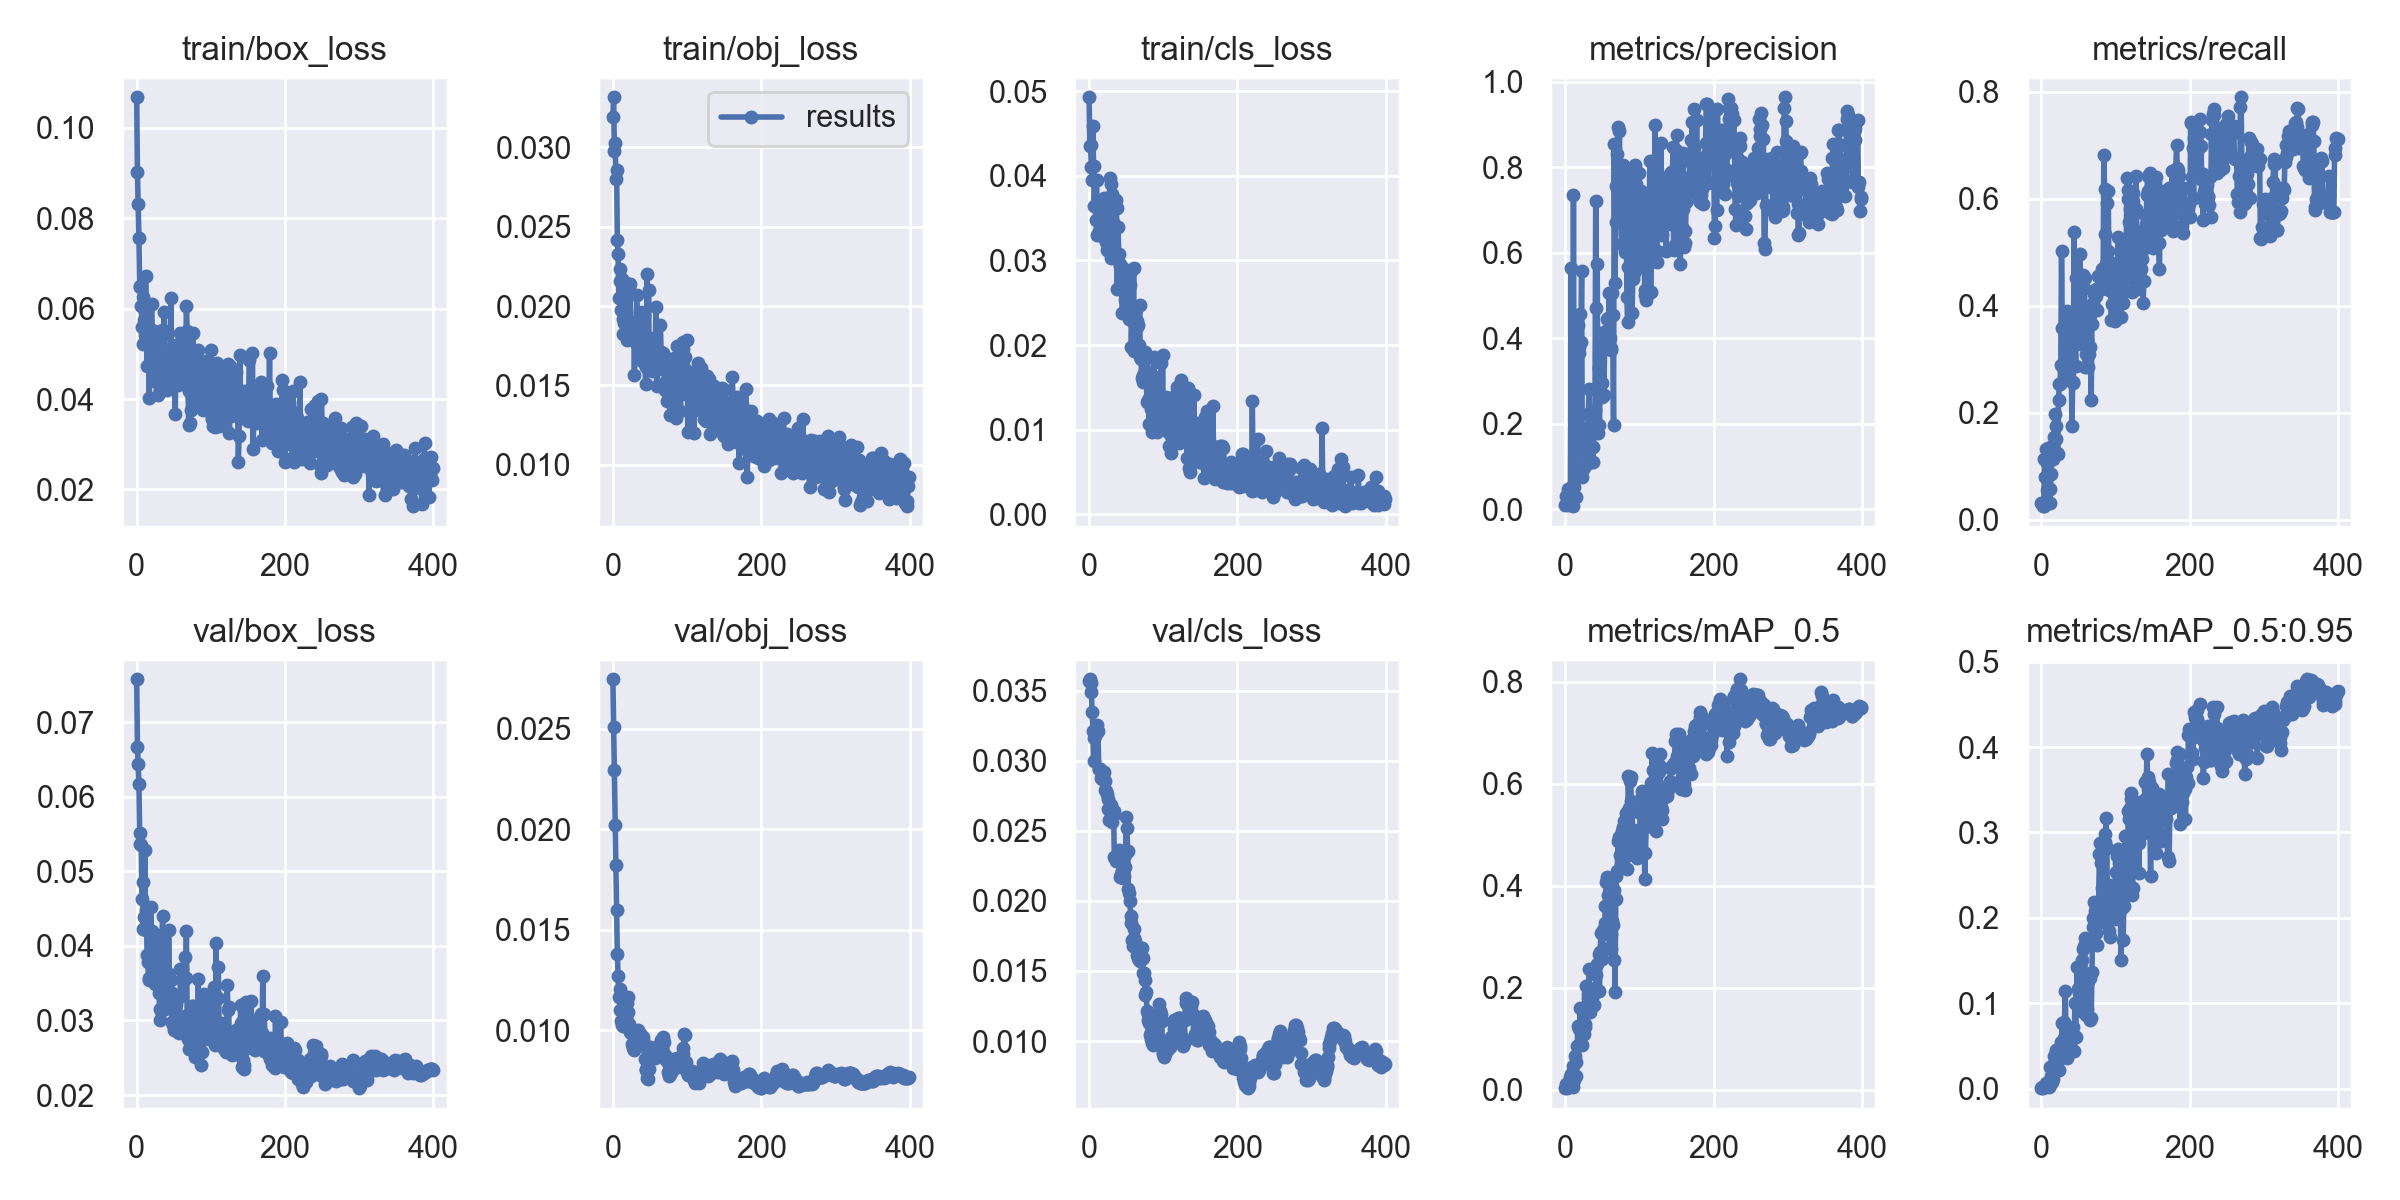 train/box_loss
train/obj_loss
train/cls_loss
metrics/precision
metrics/recall
0.10
0.08
0.06
0.04
0.02
0 200 400
results
0.030
0.025
0.020
0.015
0.010
0 200 400
0.05
0.04
0.03
0.02
0.01
0.00
0 200 400
1.0
0.8
0.6
0.4
0.2
0.0
0 200 400
0.8
0.6
0.4
0.2
0.0
0 200 400
val/box_loss
val/obj_loss
val/cls_loss
metrics/mAP_0.5
metrics/mAP_0.5:0.95
0.07
0.06
0.05
0.04
0.03
0.02
0 200 400
0.025
0.020
0.015
0.010
0 200 400
0.035
0.030
0.025
0.020
0.015
0.010
0 200 400
0.8
0.6
0.4
0.2
0.0
0 200 400
0.5
0.4
0.3
0.2
0.1
0.0
0 200 400